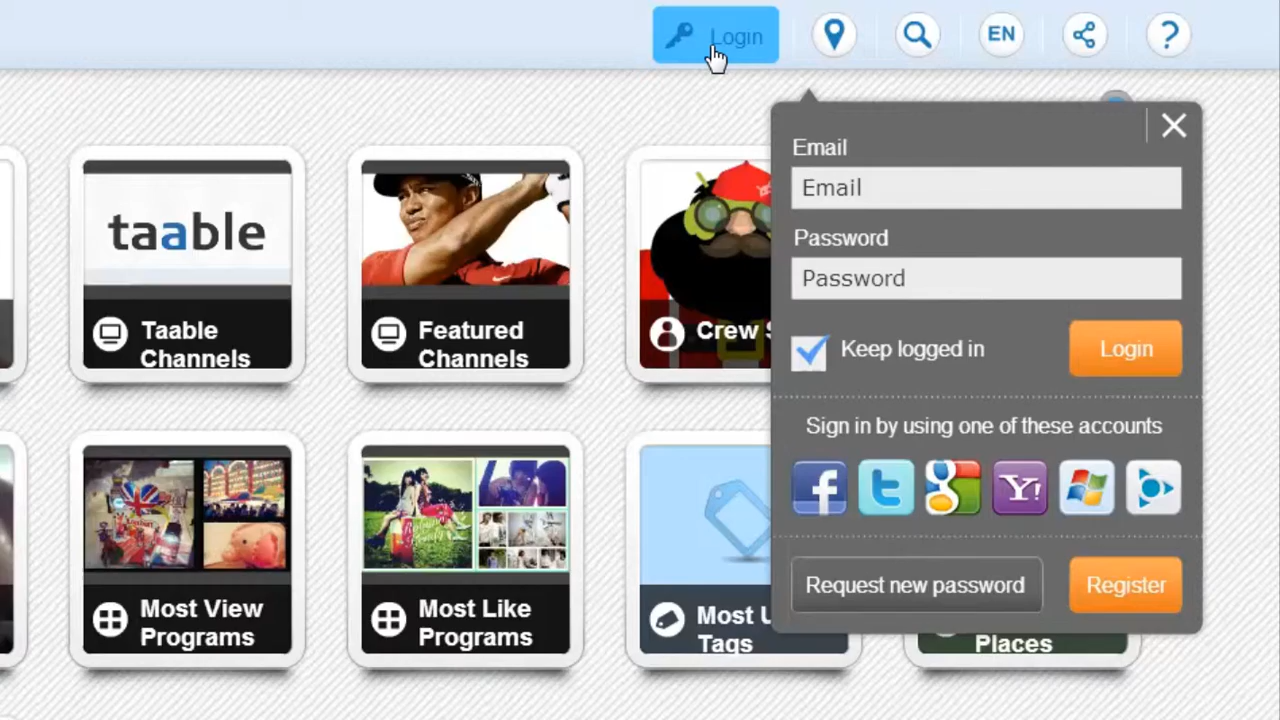 Login
EN
?
Email
Email
Password
Password
Keep logged in
Login
Sign in by using one of these accounts
Request new password
Register
taable
Taable
Channels
Featured
Channels
Crew
Most View
Programs
Most Like
Programs
Most
Tags
Places